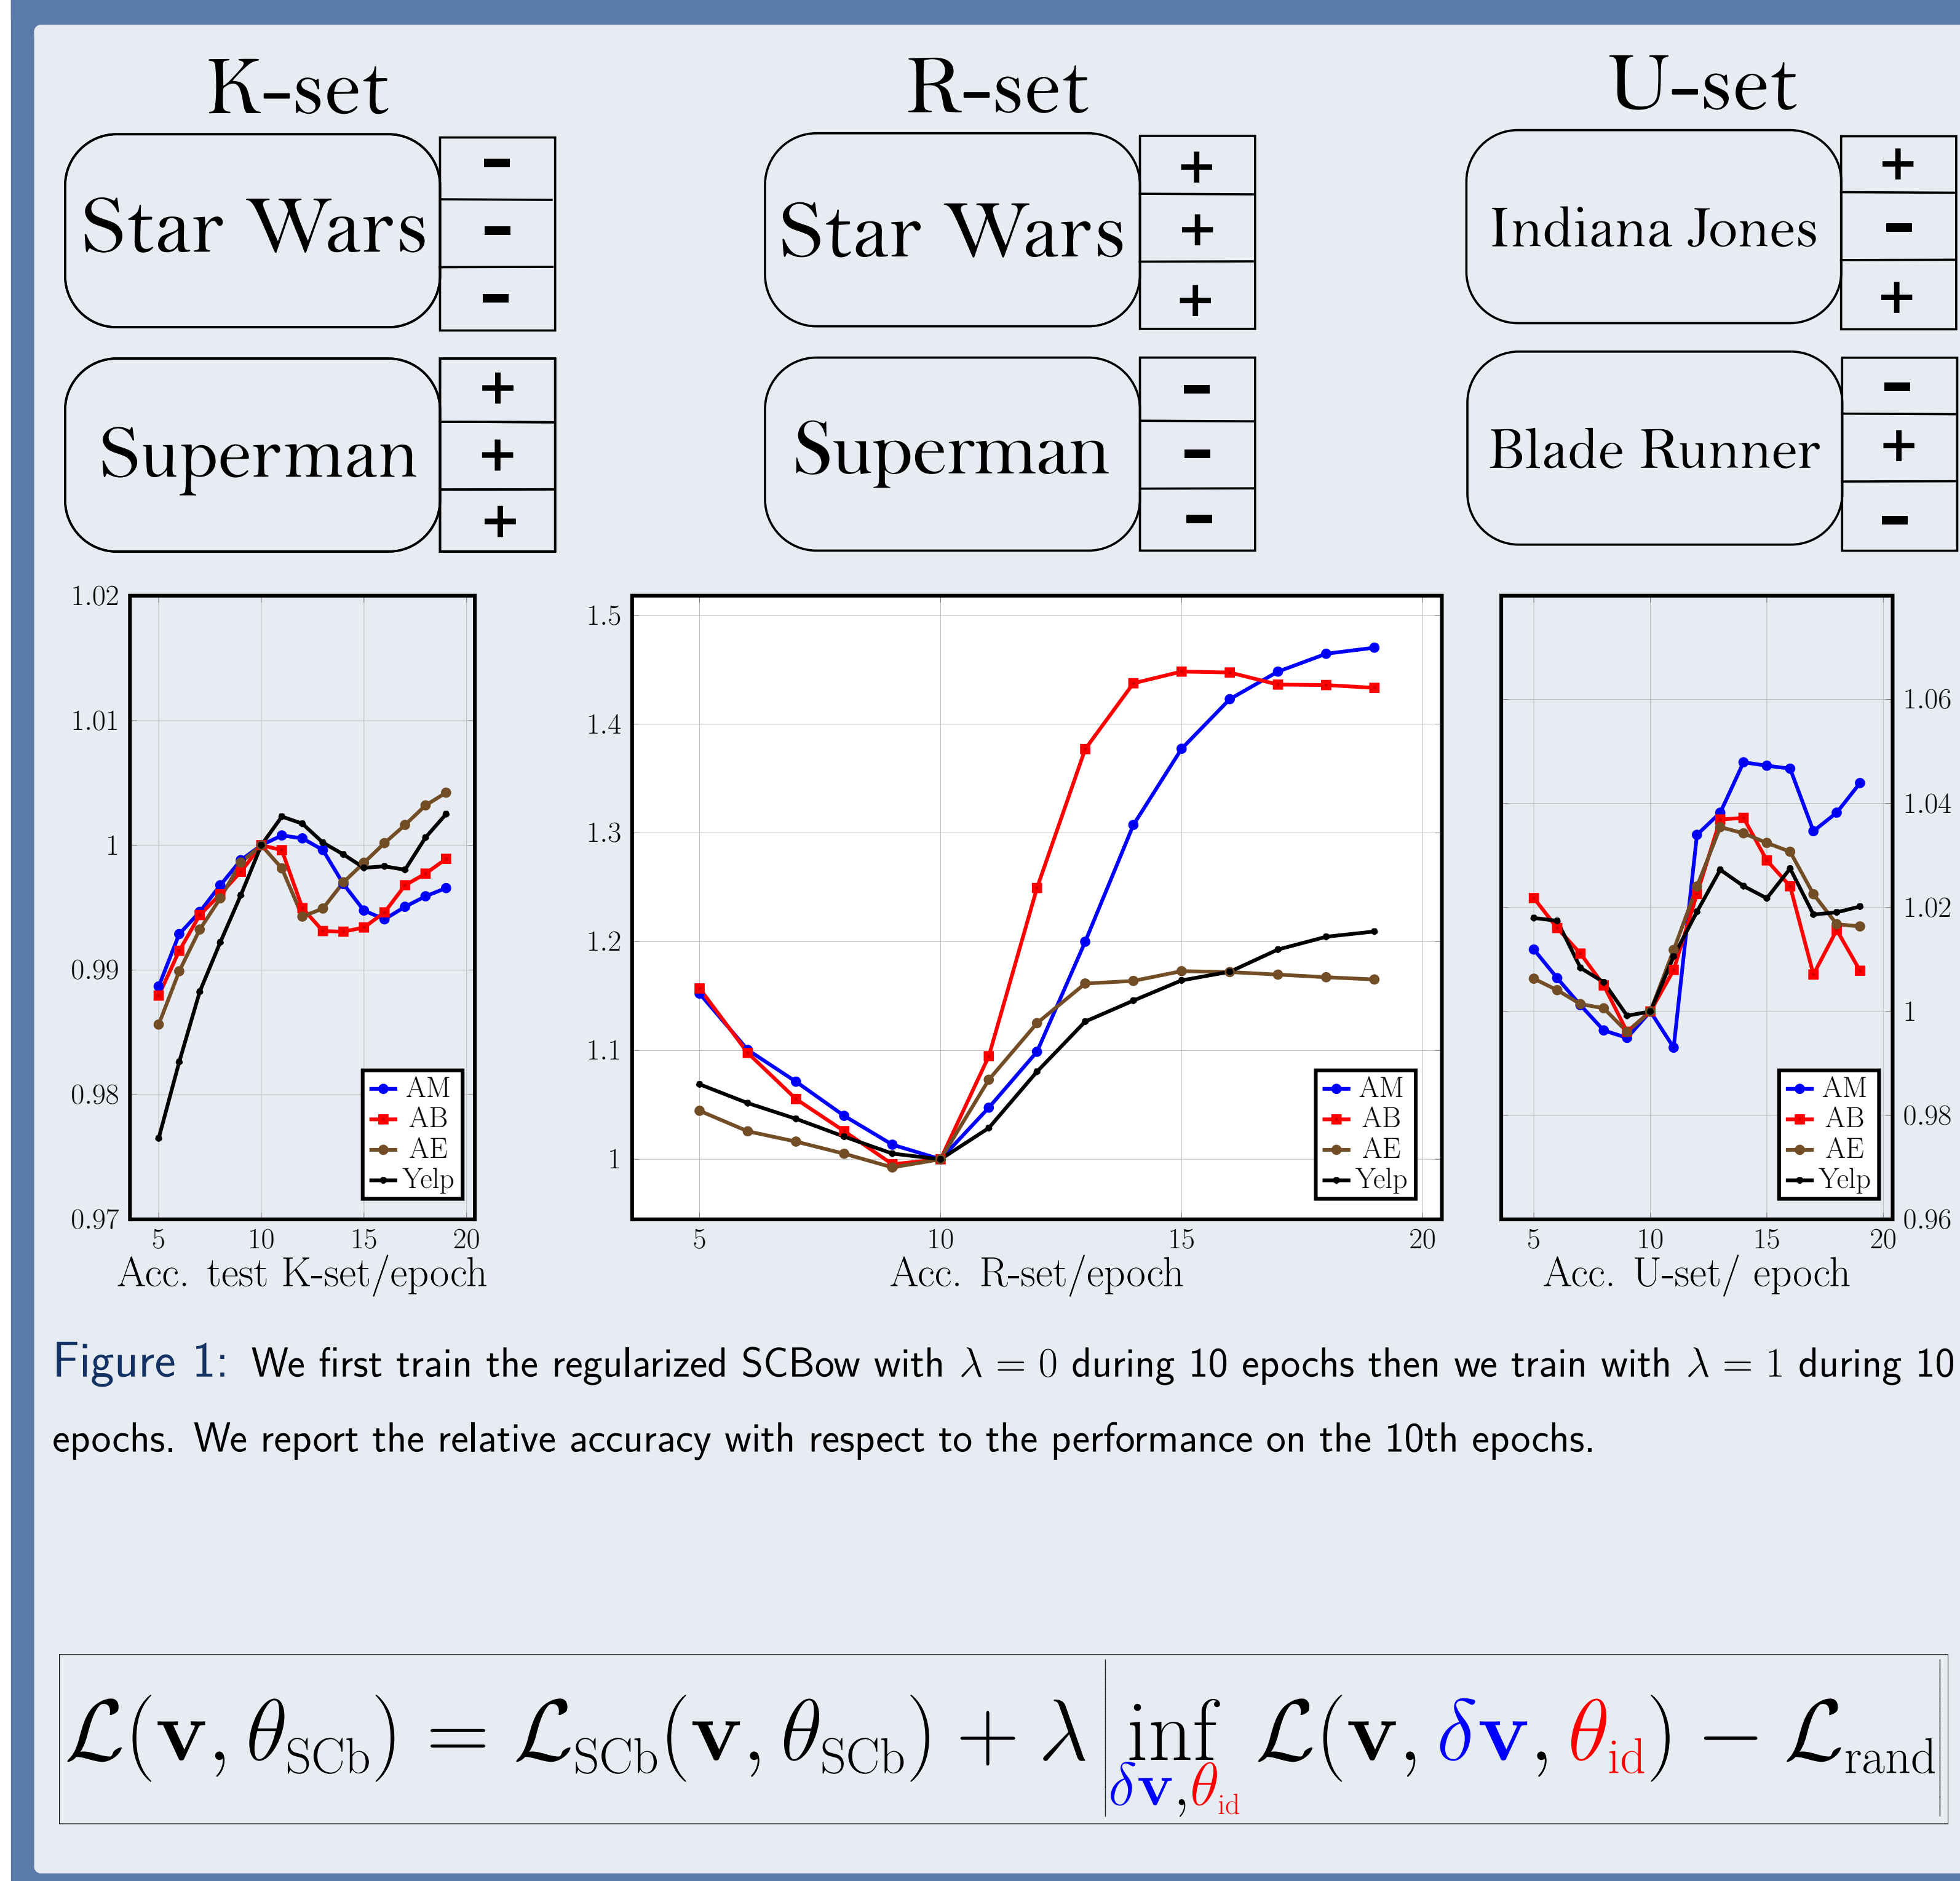 K-set R-set U-set
Star Wars - - -
Star Wars + + +
Indiana Jones + - +
Superman + + +
Superman - - -
Blade Runner - + -
1.02
1.01
1
0.99
0.98
0.97
5 10 15 20
AM
AB
AE
Yelp
Acc. test K-set/epoch
1.5
1.4
1.3
1.2
1.1
1
5 10 15 20
AM
AB
AE
Yelp
Acc. R-set/epoch
1.06
1.04
1.02
1
0.98
0.96
5 10 15 20
AM
AB
AE
Yelp
Acc. U-set/ epoch
Figure 1: We first train the regularized SCBow with λ = 0 during 10 epochs then we train with λ = 1 during 10
epochs. We report the relative accuracy with respect to the performance on the 10th epochs.
ℒ(v, θ_SCb) = ℒ_SCb(v, θ_SCb) + λ | inf_{δv,θ_id} ℒ(v, δv, θ_id) − ℒ_rand |